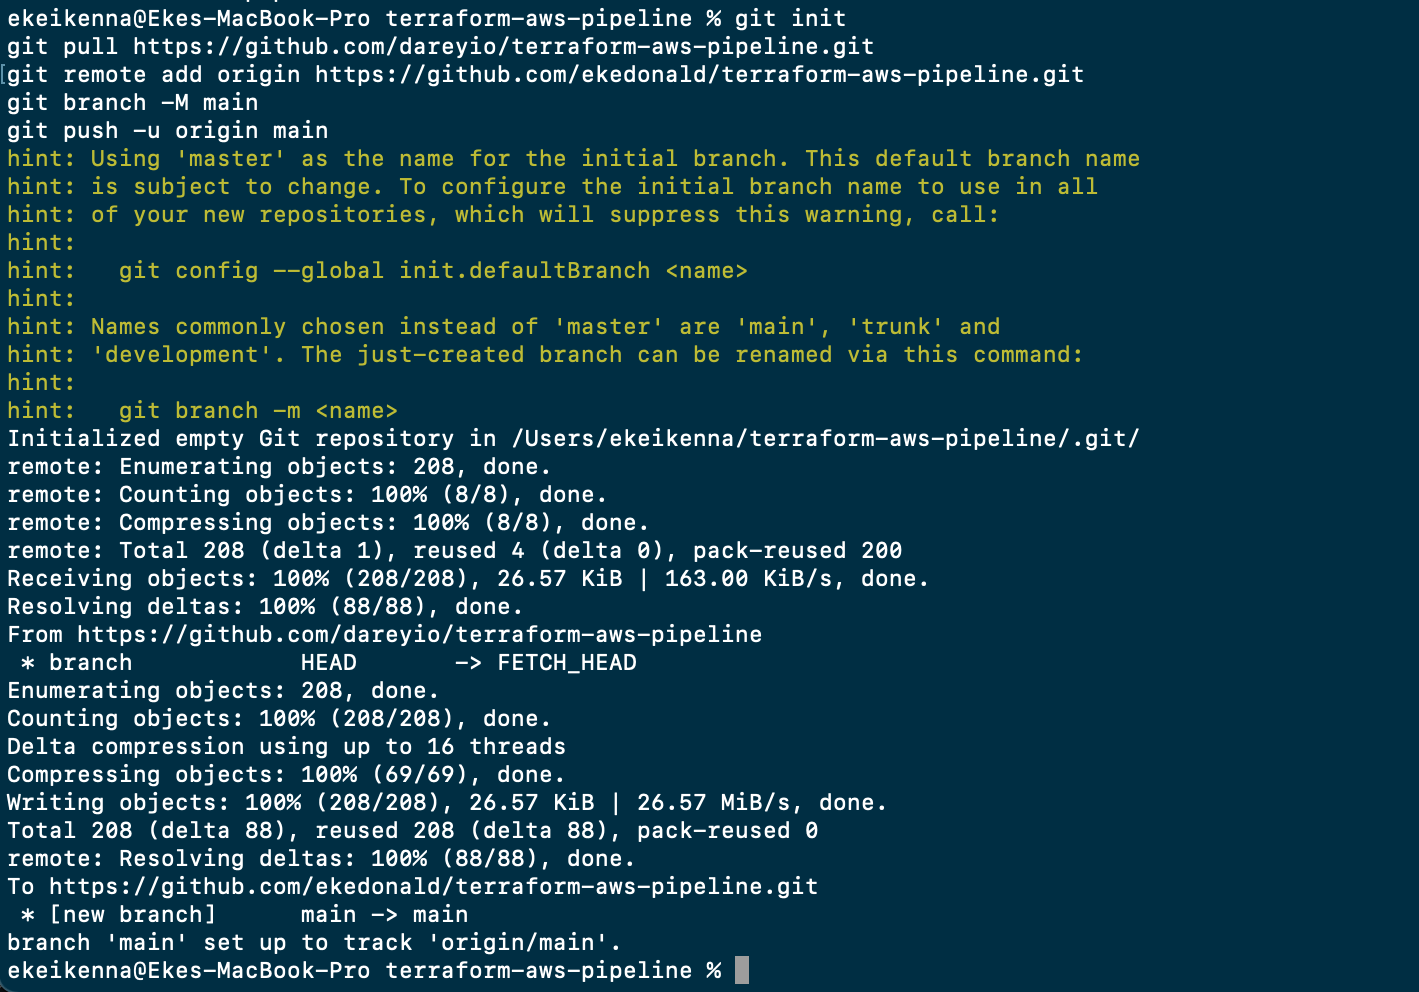 ekeikenna@Ekes-MacBook-Pro terraform-aws-pipeline % git init
git pull https://github.com/dareyio/terraform-aws-pipeline.git
[git remote add origin https://github.com/ekedonald/terraform-aws-pipeline.git
git branch -M main
git push -u origin main
hint: Using 'master' as the name for the initial branch. This default branch name
hint: is subject to change. To configure the initial branch name to use in all
hint: of your new repositories, which will suppress this warning, call:
hint:
hint:   git config --global init.defaultBranch <name>
hint:
hint: Names commonly chosen instead of 'master' are 'main', 'trunk' and
hint: 'development'. The just-created branch can be renamed via this command:
hint:
hint:   git branch -m <name>
Initialized empty Git repository in /Users/ekeikenna/terraform-aws-pipeline/.git/
remote: Enumerating objects: 208, done.
remote: Counting objects: 100% (8/8), done.
remote: Compressing objects: 100% (8/8), done.
remote: Total 208 (delta 1), reused 4 (delta 0), pack-reused 200
Receiving objects: 100% (208/208), 26.57 KiB | 163.00 KiB/s, done.
Resolving deltas: 100% (88/88), done.
From https://github.com/dareyio/terraform-aws-pipeline
 * branch            HEAD       -> FETCH_HEAD
Enumerating objects: 208, done.
Counting objects: 100% (208/208), done.
Delta compression using up to 16 threads
Compressing objects: 100% (69/69), done.
Writing objects: 100% (208/208), 26.57 KiB | 26.57 MiB/s, done.
Total 208 (delta 88), reused 208 (delta 88), pack-reused 0
remote: Resolving deltas: 100% (88/88), done.
To https://github.com/ekedonald/terraform-aws-pipeline.git
 * [new branch]      main -> main
branch 'main' set up to track 'origin/main'.
ekeikenna@Ekes-MacBook-Pro terraform-aws-pipeline %